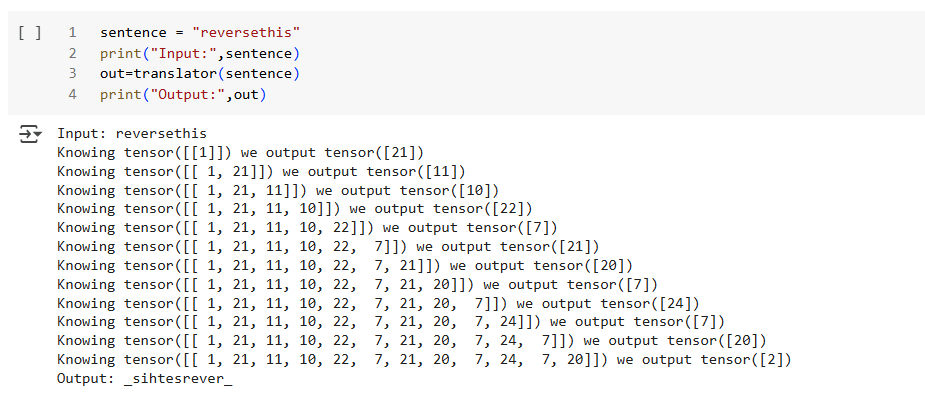 [ ] 1 sentence = "reversethis"
2 print("Input:",sentence)
3 out=translator(sentence)
4 print("Output:",out)
Input: reversethis
Knowing tensor([[1]]) we output tensor([21])
Knowing tensor([[ 1, 21]]) we output tensor([11])
Knowing tensor([[ 1, 21, 11]]) we output tensor([10])
Knowing tensor([[ 1, 21, 11, 10]]) we output tensor([22])
Knowing tensor([[ 1, 21, 11, 10, 22]]) we output tensor([7])
Knowing tensor([[ 1, 21, 11, 10, 22,  7]]) we output tensor([21])
Knowing tensor([[ 1, 21, 11, 10, 22,  7, 21]]) we output tensor([20])
Knowing tensor([[ 1, 21, 11, 10, 22,  7, 21, 20]]) we output tensor([7])
Knowing tensor([[ 1, 21, 11, 10, 22,  7, 21, 20,  7]]) we output tensor([24])
Knowing tensor([[ 1, 21, 11, 10, 22,  7, 21, 20,  7, 24]]) we output tensor([7])
Knowing tensor([[ 1, 21, 11, 10, 22,  7, 21, 20,  7, 24,  7]]) we output tensor([20])
Knowing tensor([[ 1, 21, 11, 10, 22,  7, 21, 20,  7, 24,  7, 20]]) we output tensor([2])
Output: _sihtesrever_